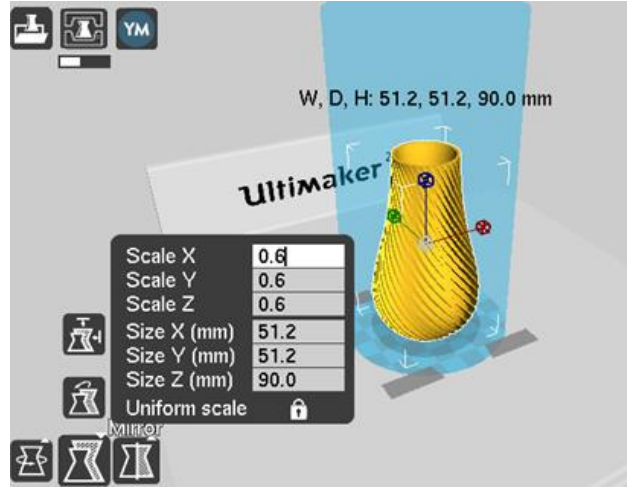 YM
W, D, H: 51.2, 51.2, 90.0 mm
Ultimaker²
Scale X 0.6
Scale Y 0.6
Scale Z 0.6
Size X (mm) 51.2
Size Y (mm) 51.2
Size Z (mm) 90.0
Uniform scale
Mirror